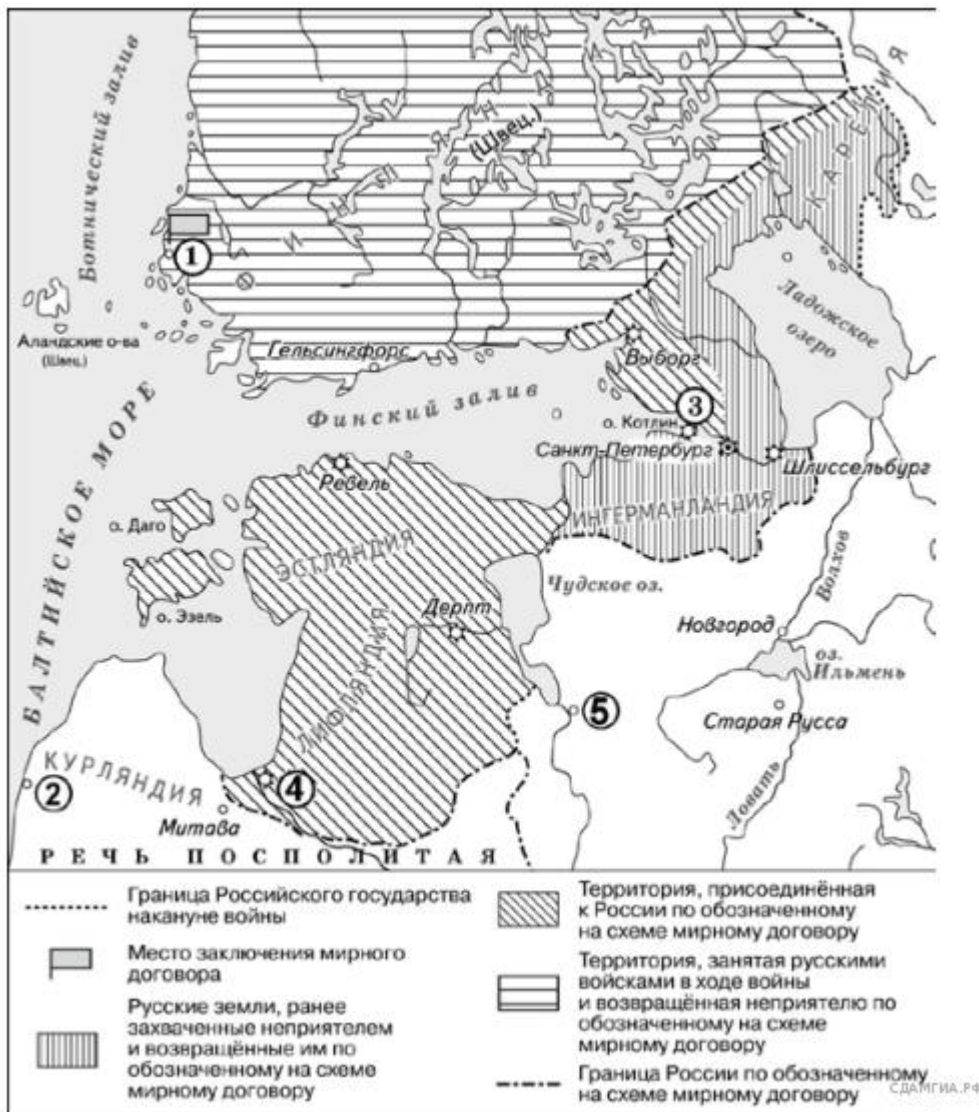 Ботнический залив
КАРЕЛИЯ
ФИНЛЯНДИЯ
(Швец.)
1
Ладожское
озеро
Аландские о-ва
(Швец.)
Гельсингфорс
Выборг
Финский залив
3
о. Котлин
Санкт-Петербург
Шлиссельбург
Ревель
ИНГЕРМАНЛАНДИЯ
БАЛТИЙСКОЕ МОРЕ
о. Даго
ЭСТЛЯНДИЯ
Волхов
Чудское оз.
о. Эзель
Дерпт
Новгород
оз.
Ильмень
ЛИФЛЯНДИЯ
5
Старая Русса
КУРЛЯНДИЯ
2
4
Ловать
Митава
РЕЧЬ ПОСПОЛИТАЯ
Граница Российского государства
накануне войны
Место заключения мирного
договора
Русские земли, ранее
захваченные неприятелем
и возвращённые им по
обозначенному на схеме
мирному договору
Территория, присоединённая
к России по обозначенному
на схеме мирному договору
Территория, занятая русскими
войсками в ходе войны
и возвращённая неприятелю по
обозначенному на схеме
мирному договору
Граница России по обозначенному
на схеме мирному договору
СДАМГИА.РФ